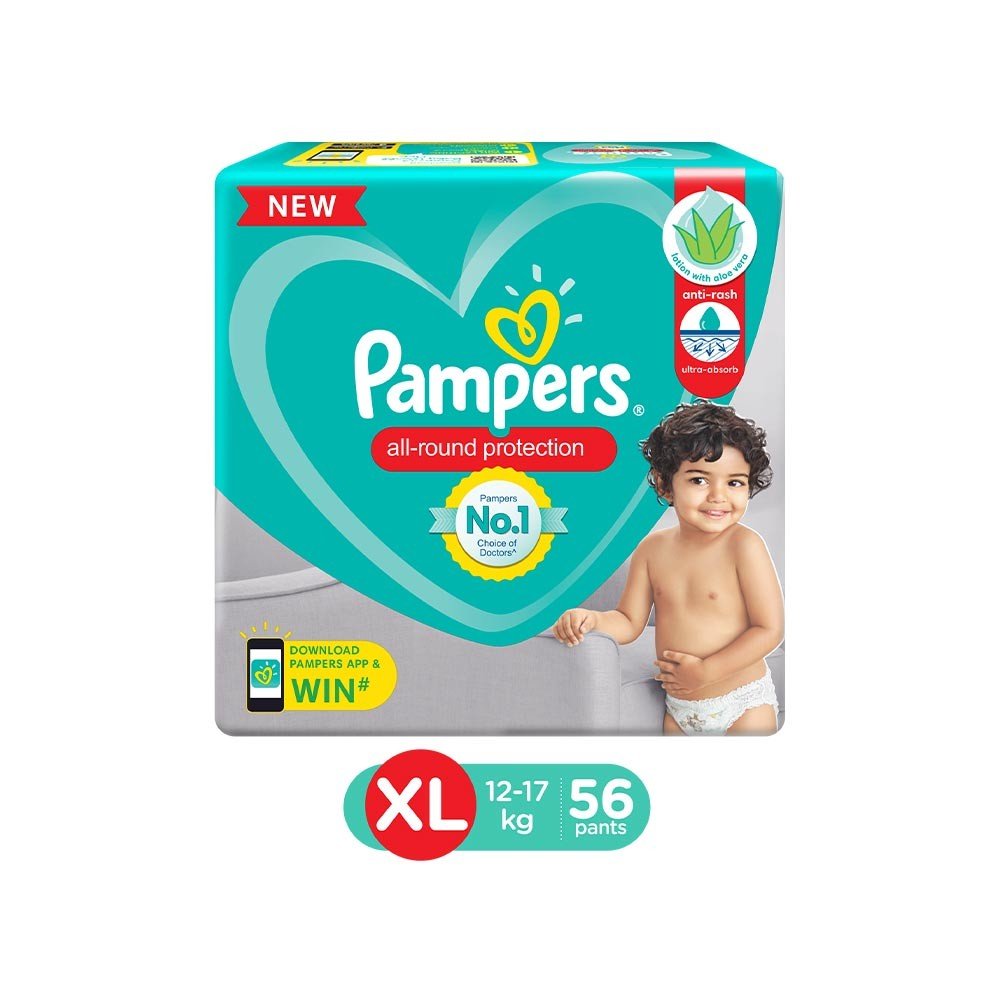 NEW
lotion with aloe vera
anti-rash
ultra-absorb
Pampers®
all-round protection
Pampers
No.1
Choice of
Doctors^
DOWNLOAD
PAMPERS APP &
WIN#
XL
12-17
kg
56
pants